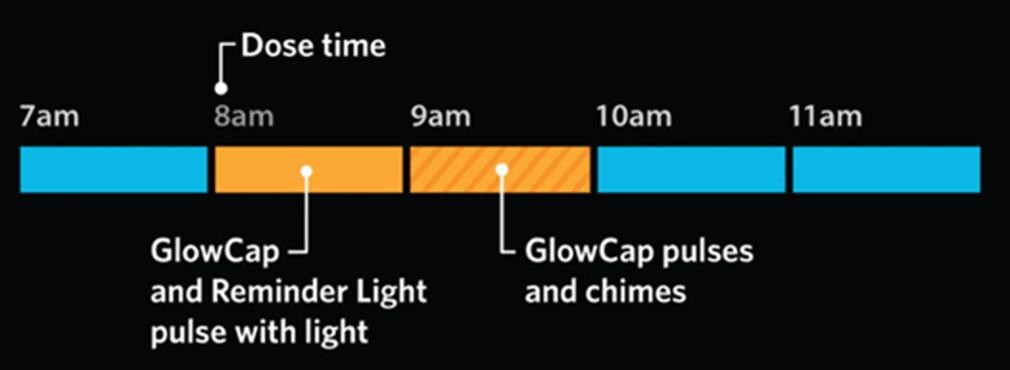 Dose time
7am
8am
9am
10am
11am
GlowCap
and Reminder Light
pulse with light
GlowCap pulses
and chimes